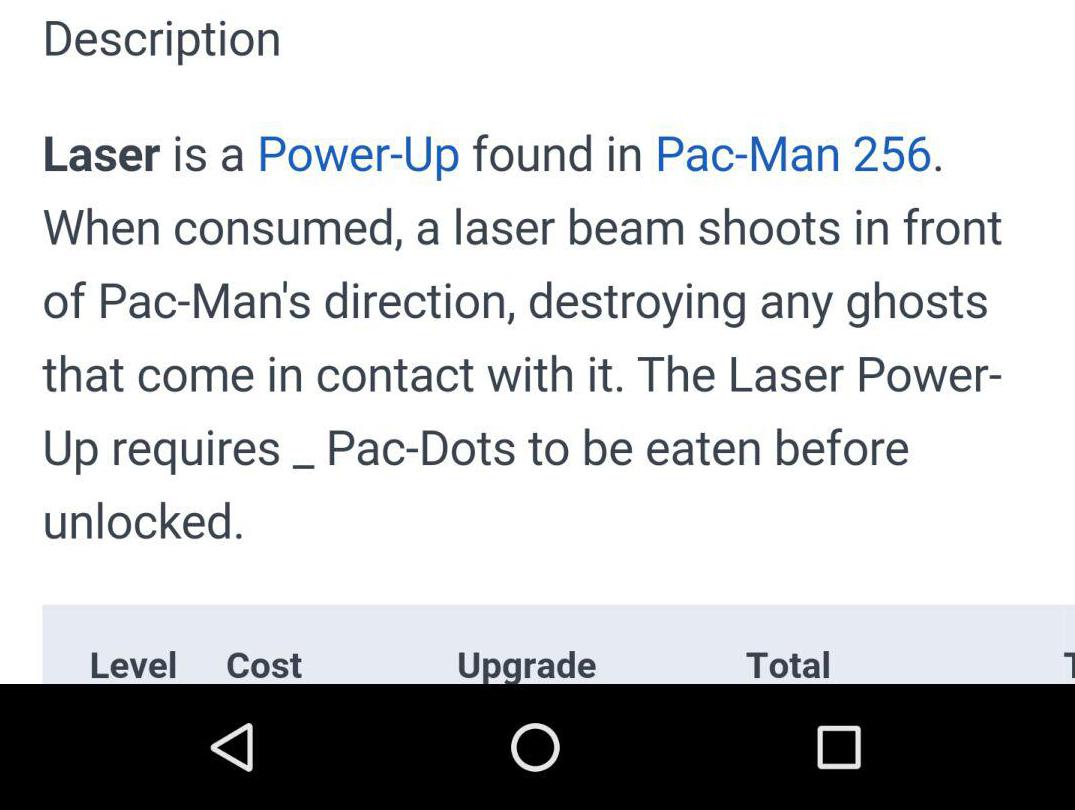 Description
Laser is a Power-Up found in Pac-Man 256.
When consumed, a laser beam shoots in front
of Pac-Man's direction, destroying any ghosts
that come in contact with it. The Laser Power-
Up requires _ Pac-Dots to be eaten before
unlocked.
Level Cost Upgrade Total